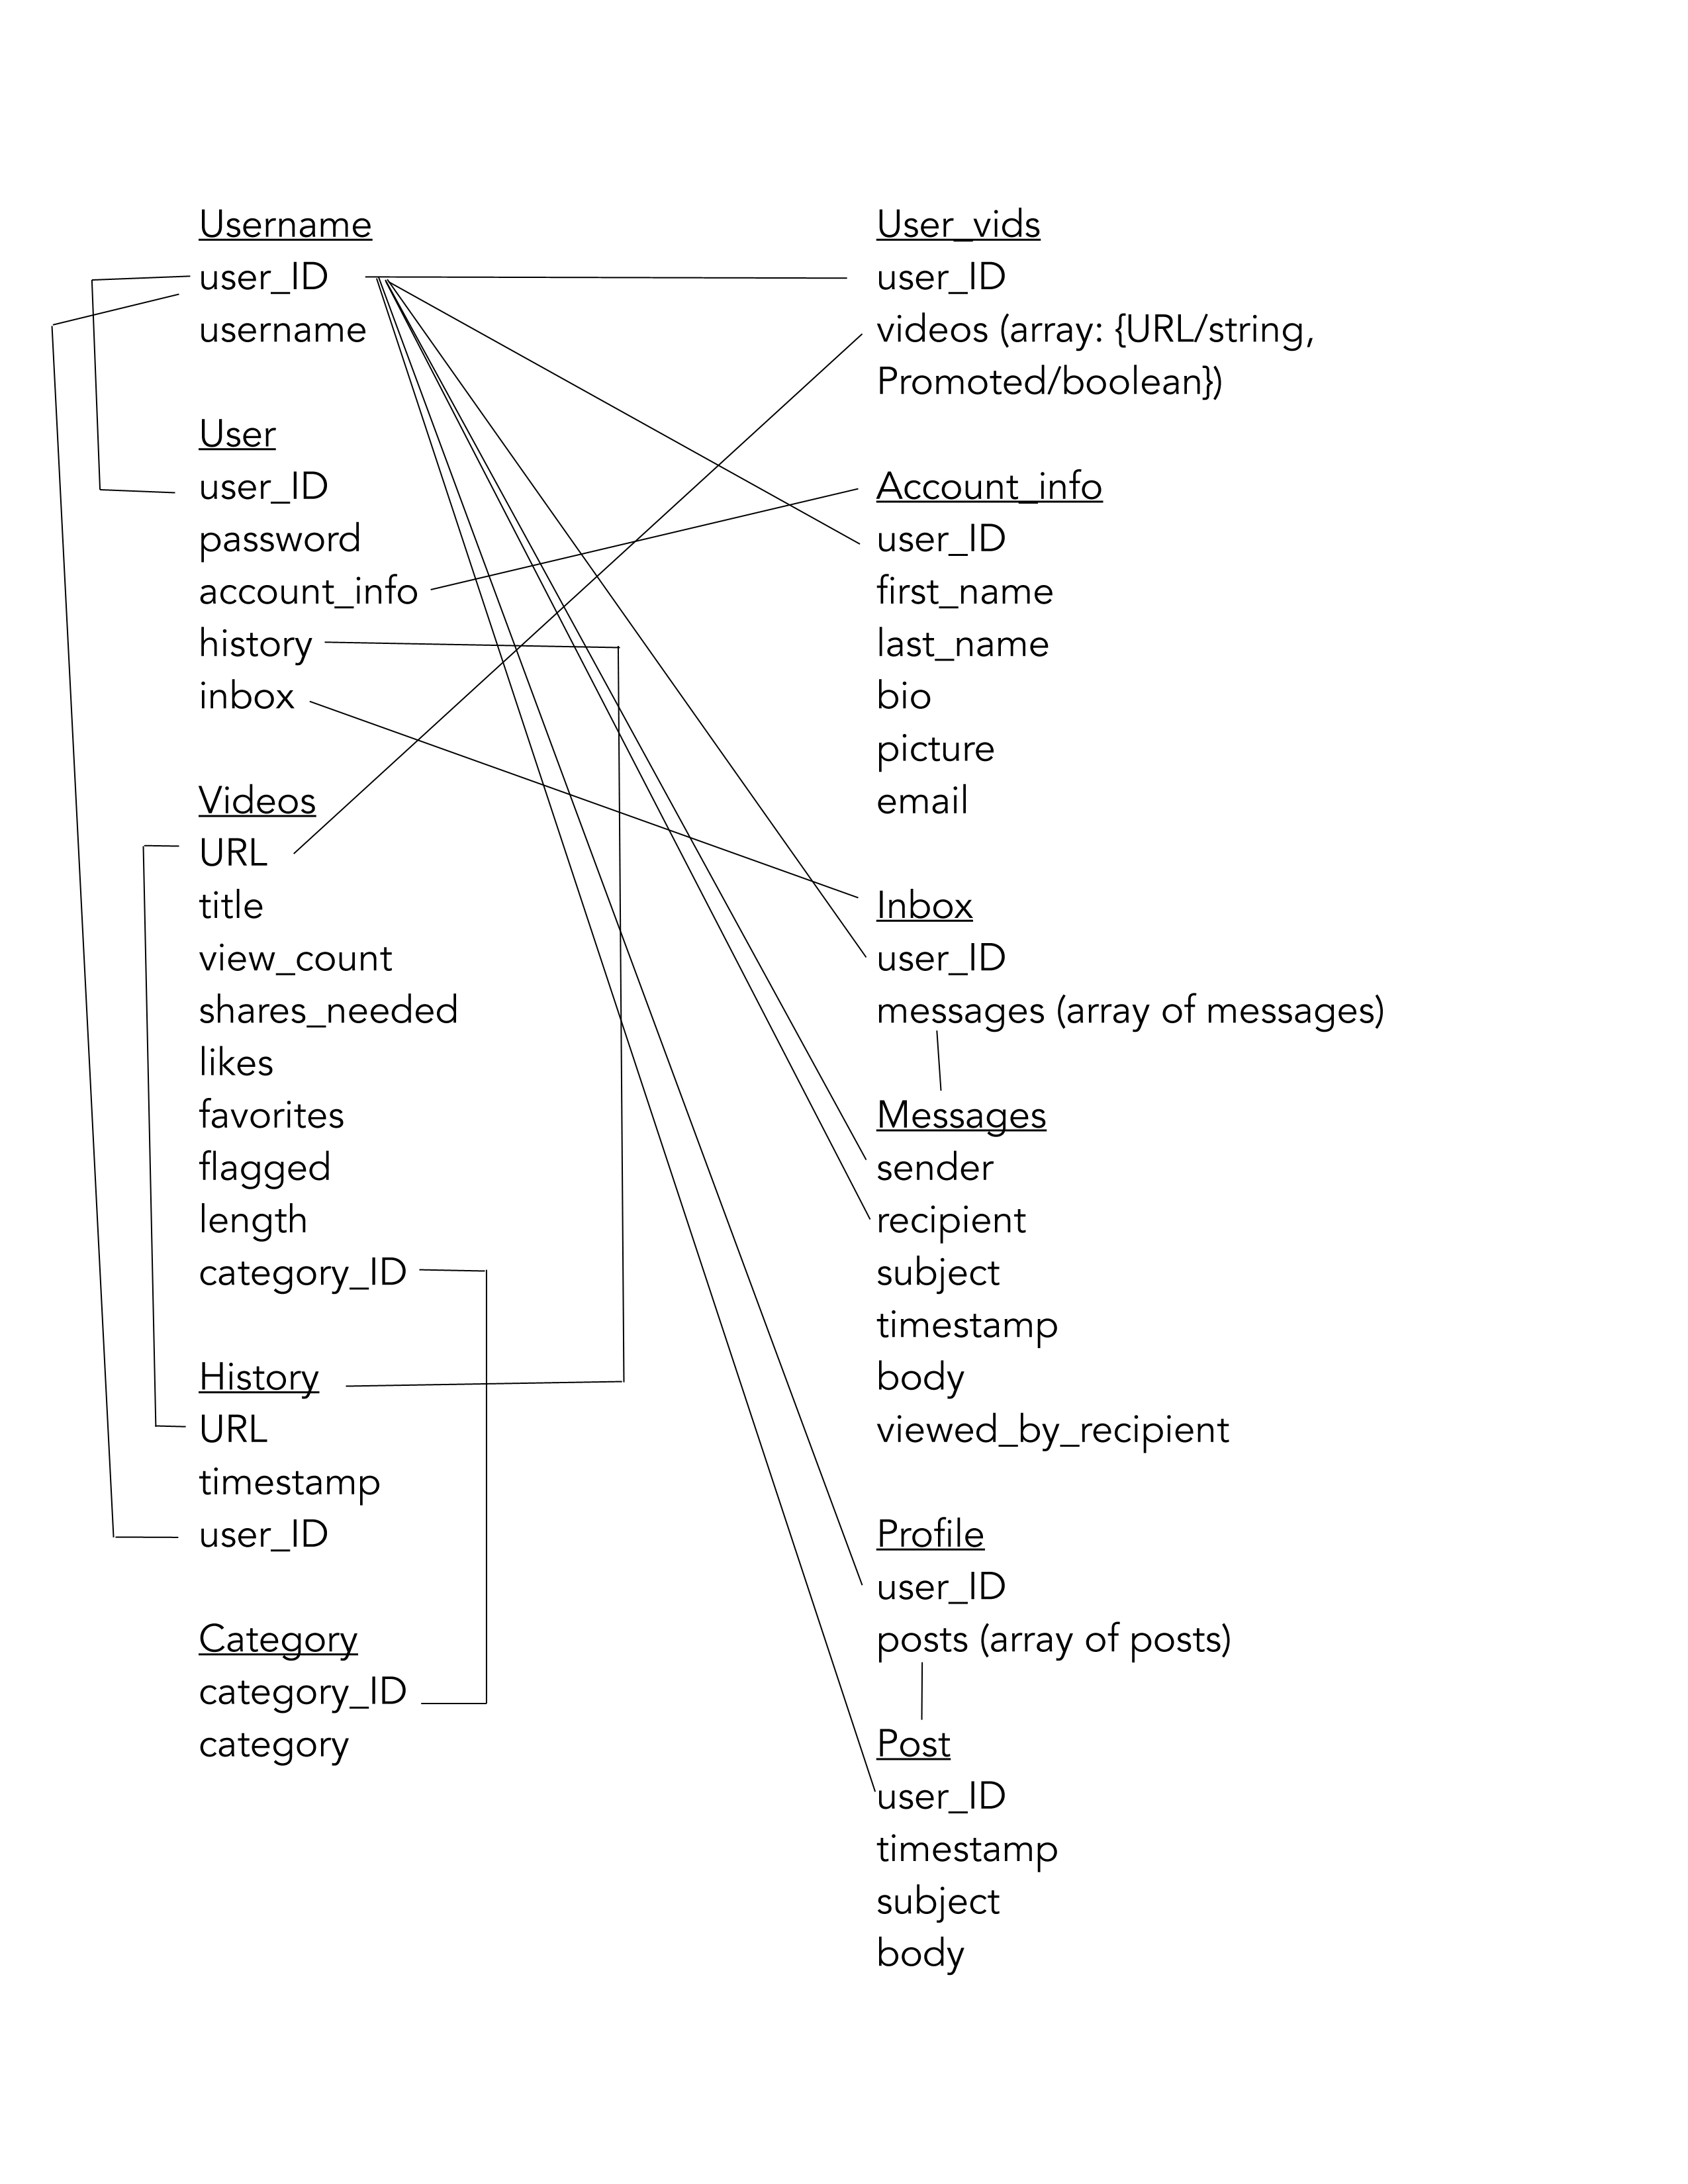 Username
user_ID
username
User
user_ID
password
account_info
history
inbox
Videos
URL
title
view_count
shares_needed
likes
favorites
flagged
length
category_ID
History
URL
timestamp
user_ID
Category
category_ID
category
User_vids
user_ID
videos (array: {URL/string,
Promoted/boolean})
Account_info
user_ID
first_name
last_name
bio
picture
email
Inbox
user_ID
messages (array of messages)
Messages
sender
recipient
subject
timestamp
body
viewed_by_recipient
Profile
user_ID
posts (array of posts)
Post
user_ID
timestamp
subject
body